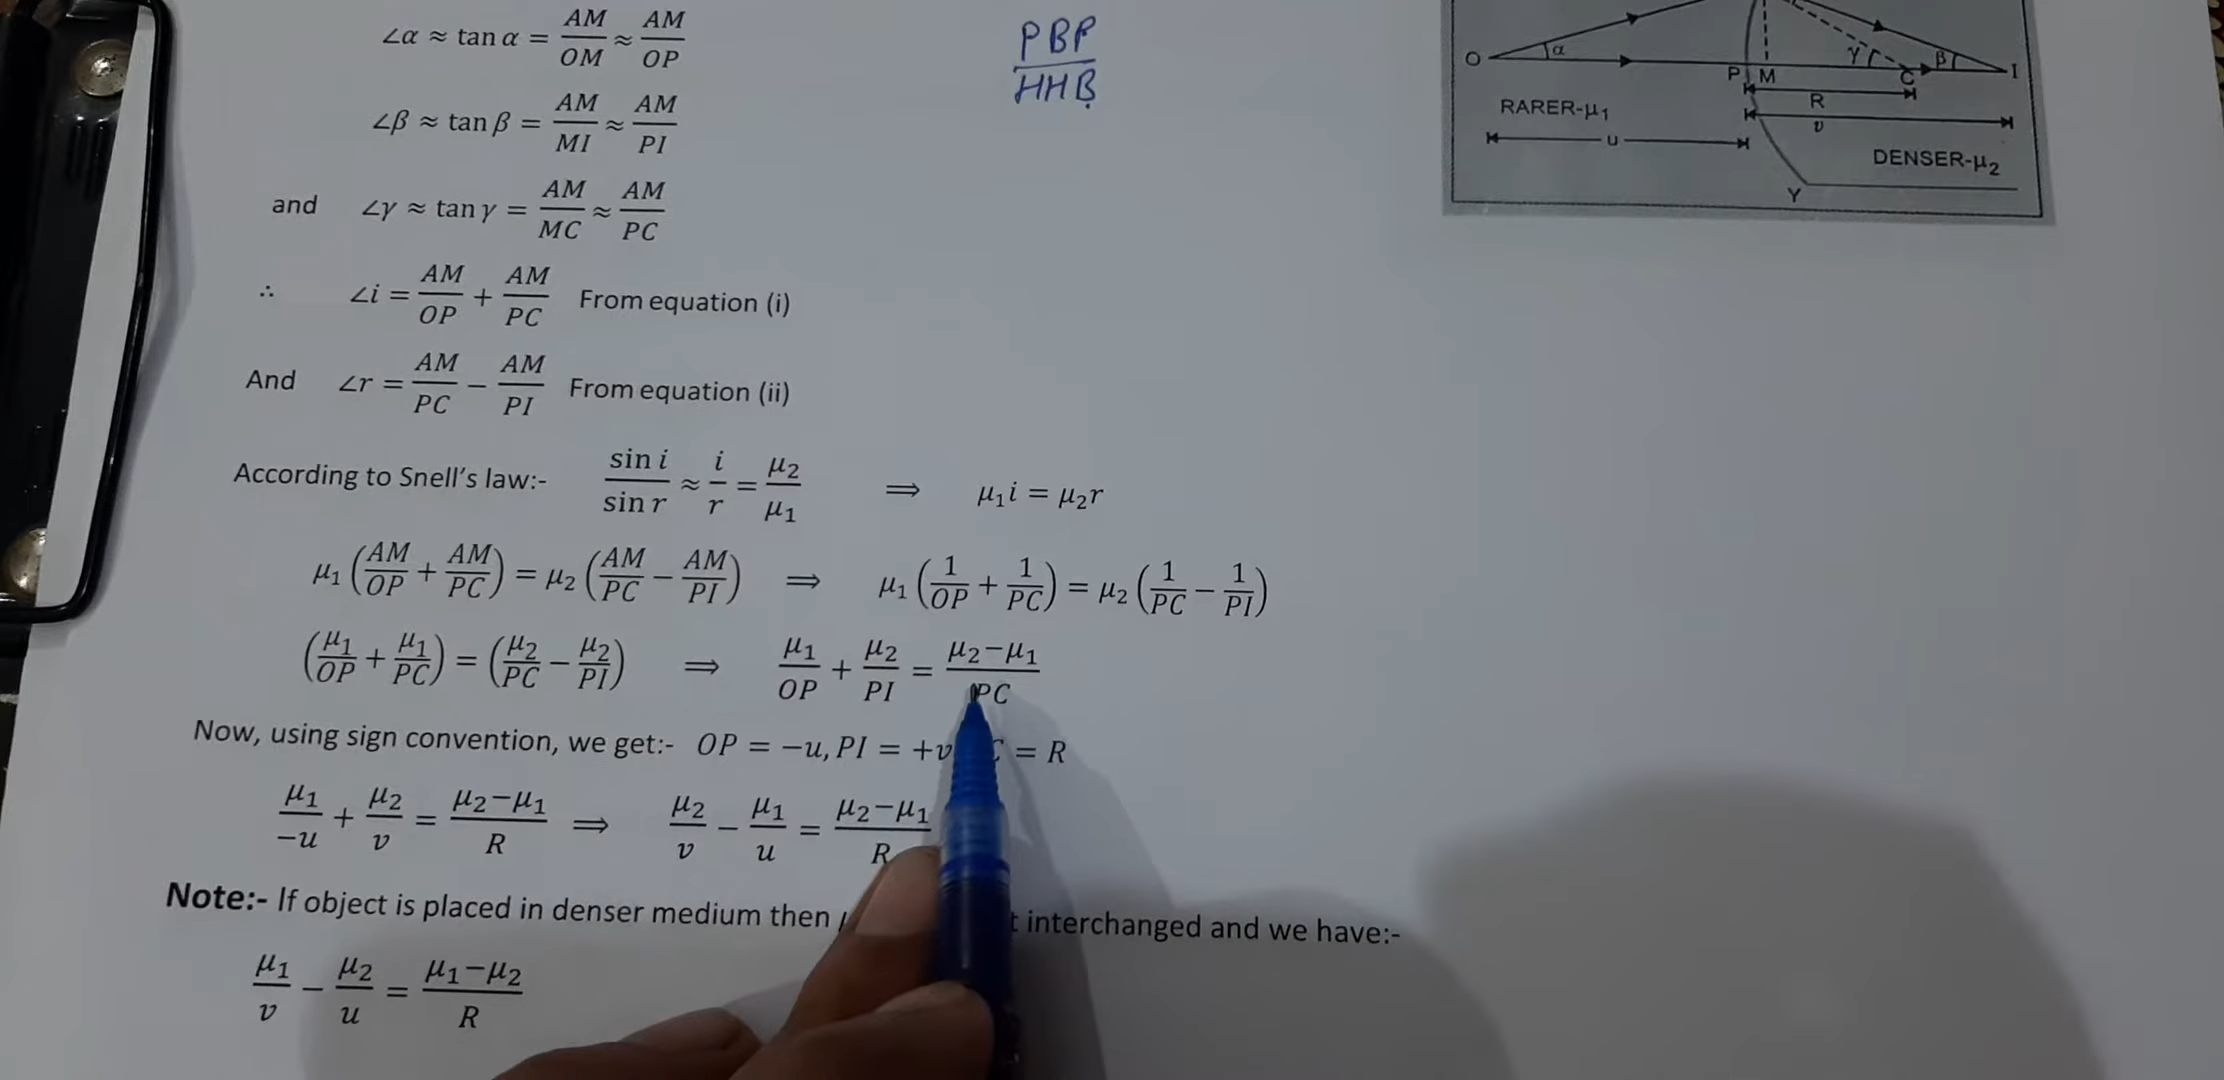 ∠α ≈ tan α = AM/OM ≈ AM/OP
∠β ≈ tan β = AM/MI ≈ AM/PI
and ∠γ ≈ tan γ = AM/MC ≈ AM/PC
∴ ∠i = AM/OP + AM/PC From equation (i)
And ∠r = AM/PC − AM/PI From equation (ii)
According to Snell's law:- sin i/sin r ≈ i/r = μ₂/μ₁ ⟹ μ₁i = μ₂r
μ₁(AM/OP + AM/PC) = μ₂(AM/PC − AM/PI) ⟹ μ₁(1/OP + 1/PC) = μ₂(1/PC − 1/PI)
(μ₁/OP + μ₁/PC) = (μ₂/PC − μ₂/PI) ⟹ μ₁/OP + μ₂/PI = μ₂−μ₁/PC
Now, using sign convention, we get:- OP = −u, PI = +v C = R
μ₁/−u + μ₂/v = μ₂−μ₁/R ⟹ μ₂/v − μ₁/u = μ₂−μ₁/R
Note:- If object is placed in denser medium then interchanged and we have:-
μ₁/v − μ₂/u = μ₁−μ₂/R
PBP
HHB
O α P M γ C β I
R
RARER-μ₁
v
u
DENSER-μ₂
Y